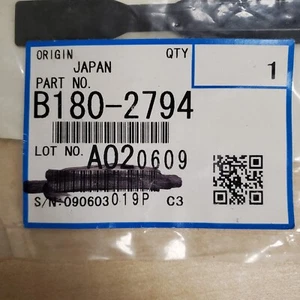 ORIGIN QTY
JAPAN 1
PART NO.
B180-2794
LOT NO. A020609
S/N:090603019P C3